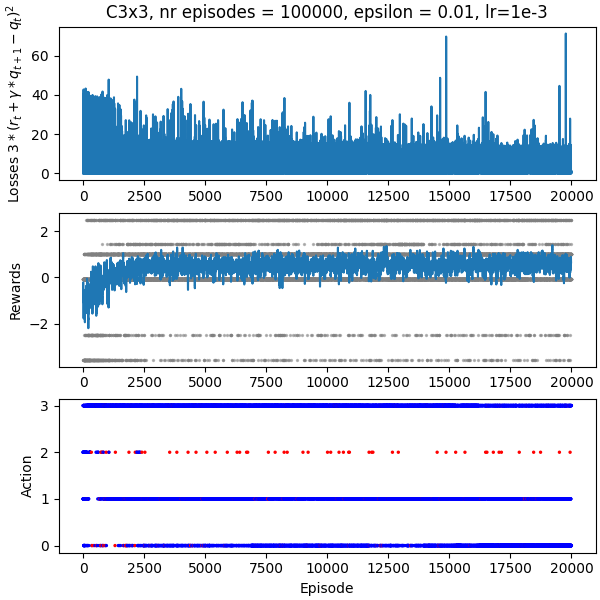 C3x3, nr episodes = 100000, epsilon = 0.01, lr=1e-3
Losses 3 * (r_t + γ * q_{t+1} − q_t)^2
60
40
20
0
0 2500 5000 7500 10000 12500 15000 17500 20000
Rewards
2
0
−2
0 2500 5000 7500 10000 12500 15000 17500 20000
Action
3
2
1
0
0 2500 5000 7500 10000 12500 15000 17500 20000
Episode